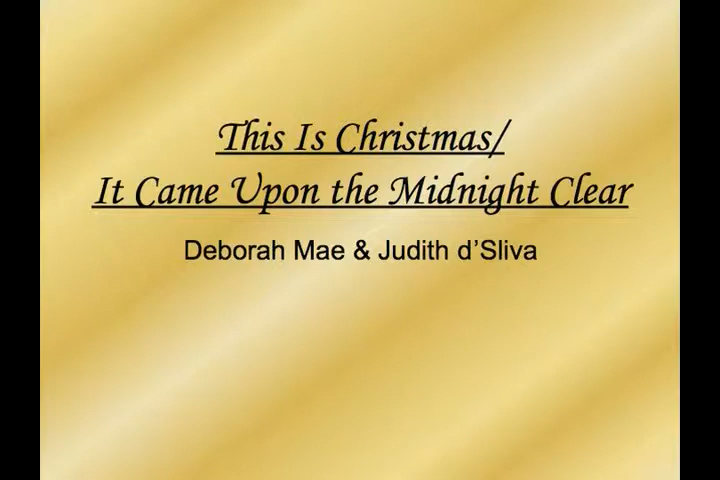 This Is Christmas/
It Came Upon the Midnight Clear
Deborah Mae & Judith d’Sliva